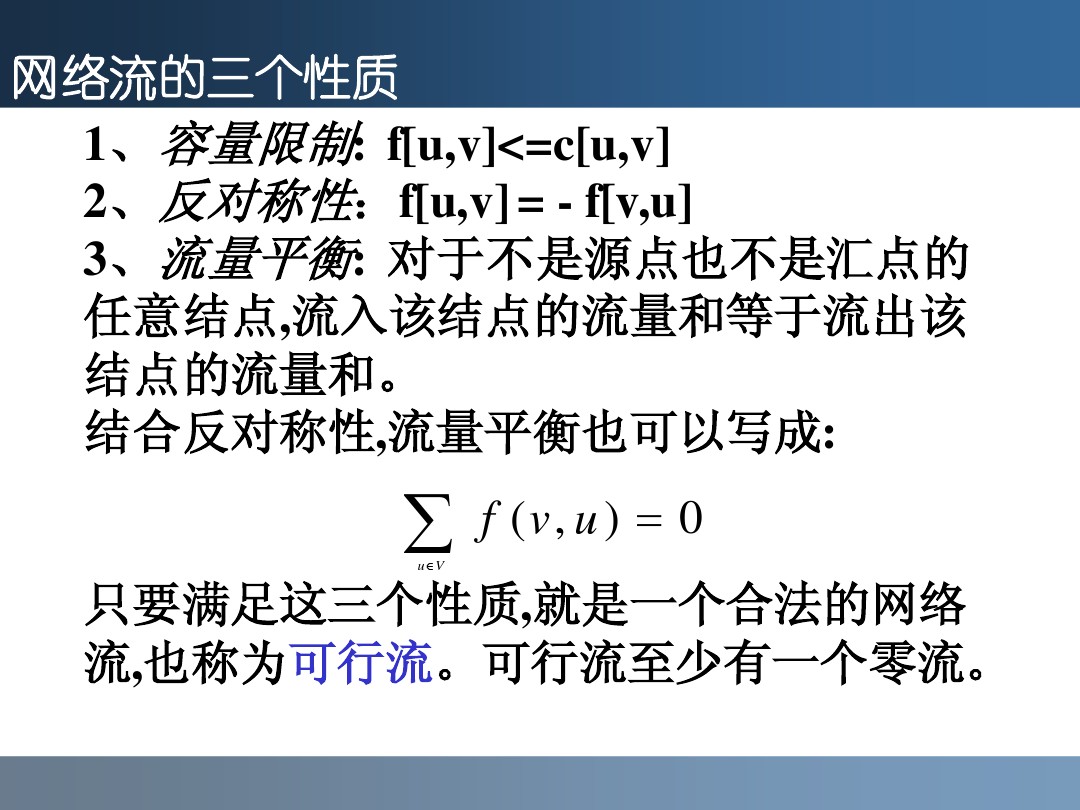 网络流的三个性质
1、容量限制: f[u,v]<=c[u,v]
2、反对称性：f[u,v] = - f[v,u]
3、流量平衡: 对于不是源点也不是汇点的
任意结点,流入该结点的流量和等于流出该
结点的流量和。
结合反对称性,流量平衡也可以写成:
∑ f (v, u) = 0
u∈V
只要满足这三个性质,就是一个合法的网络
流,也称为可行流。可行流至少有一个零流。